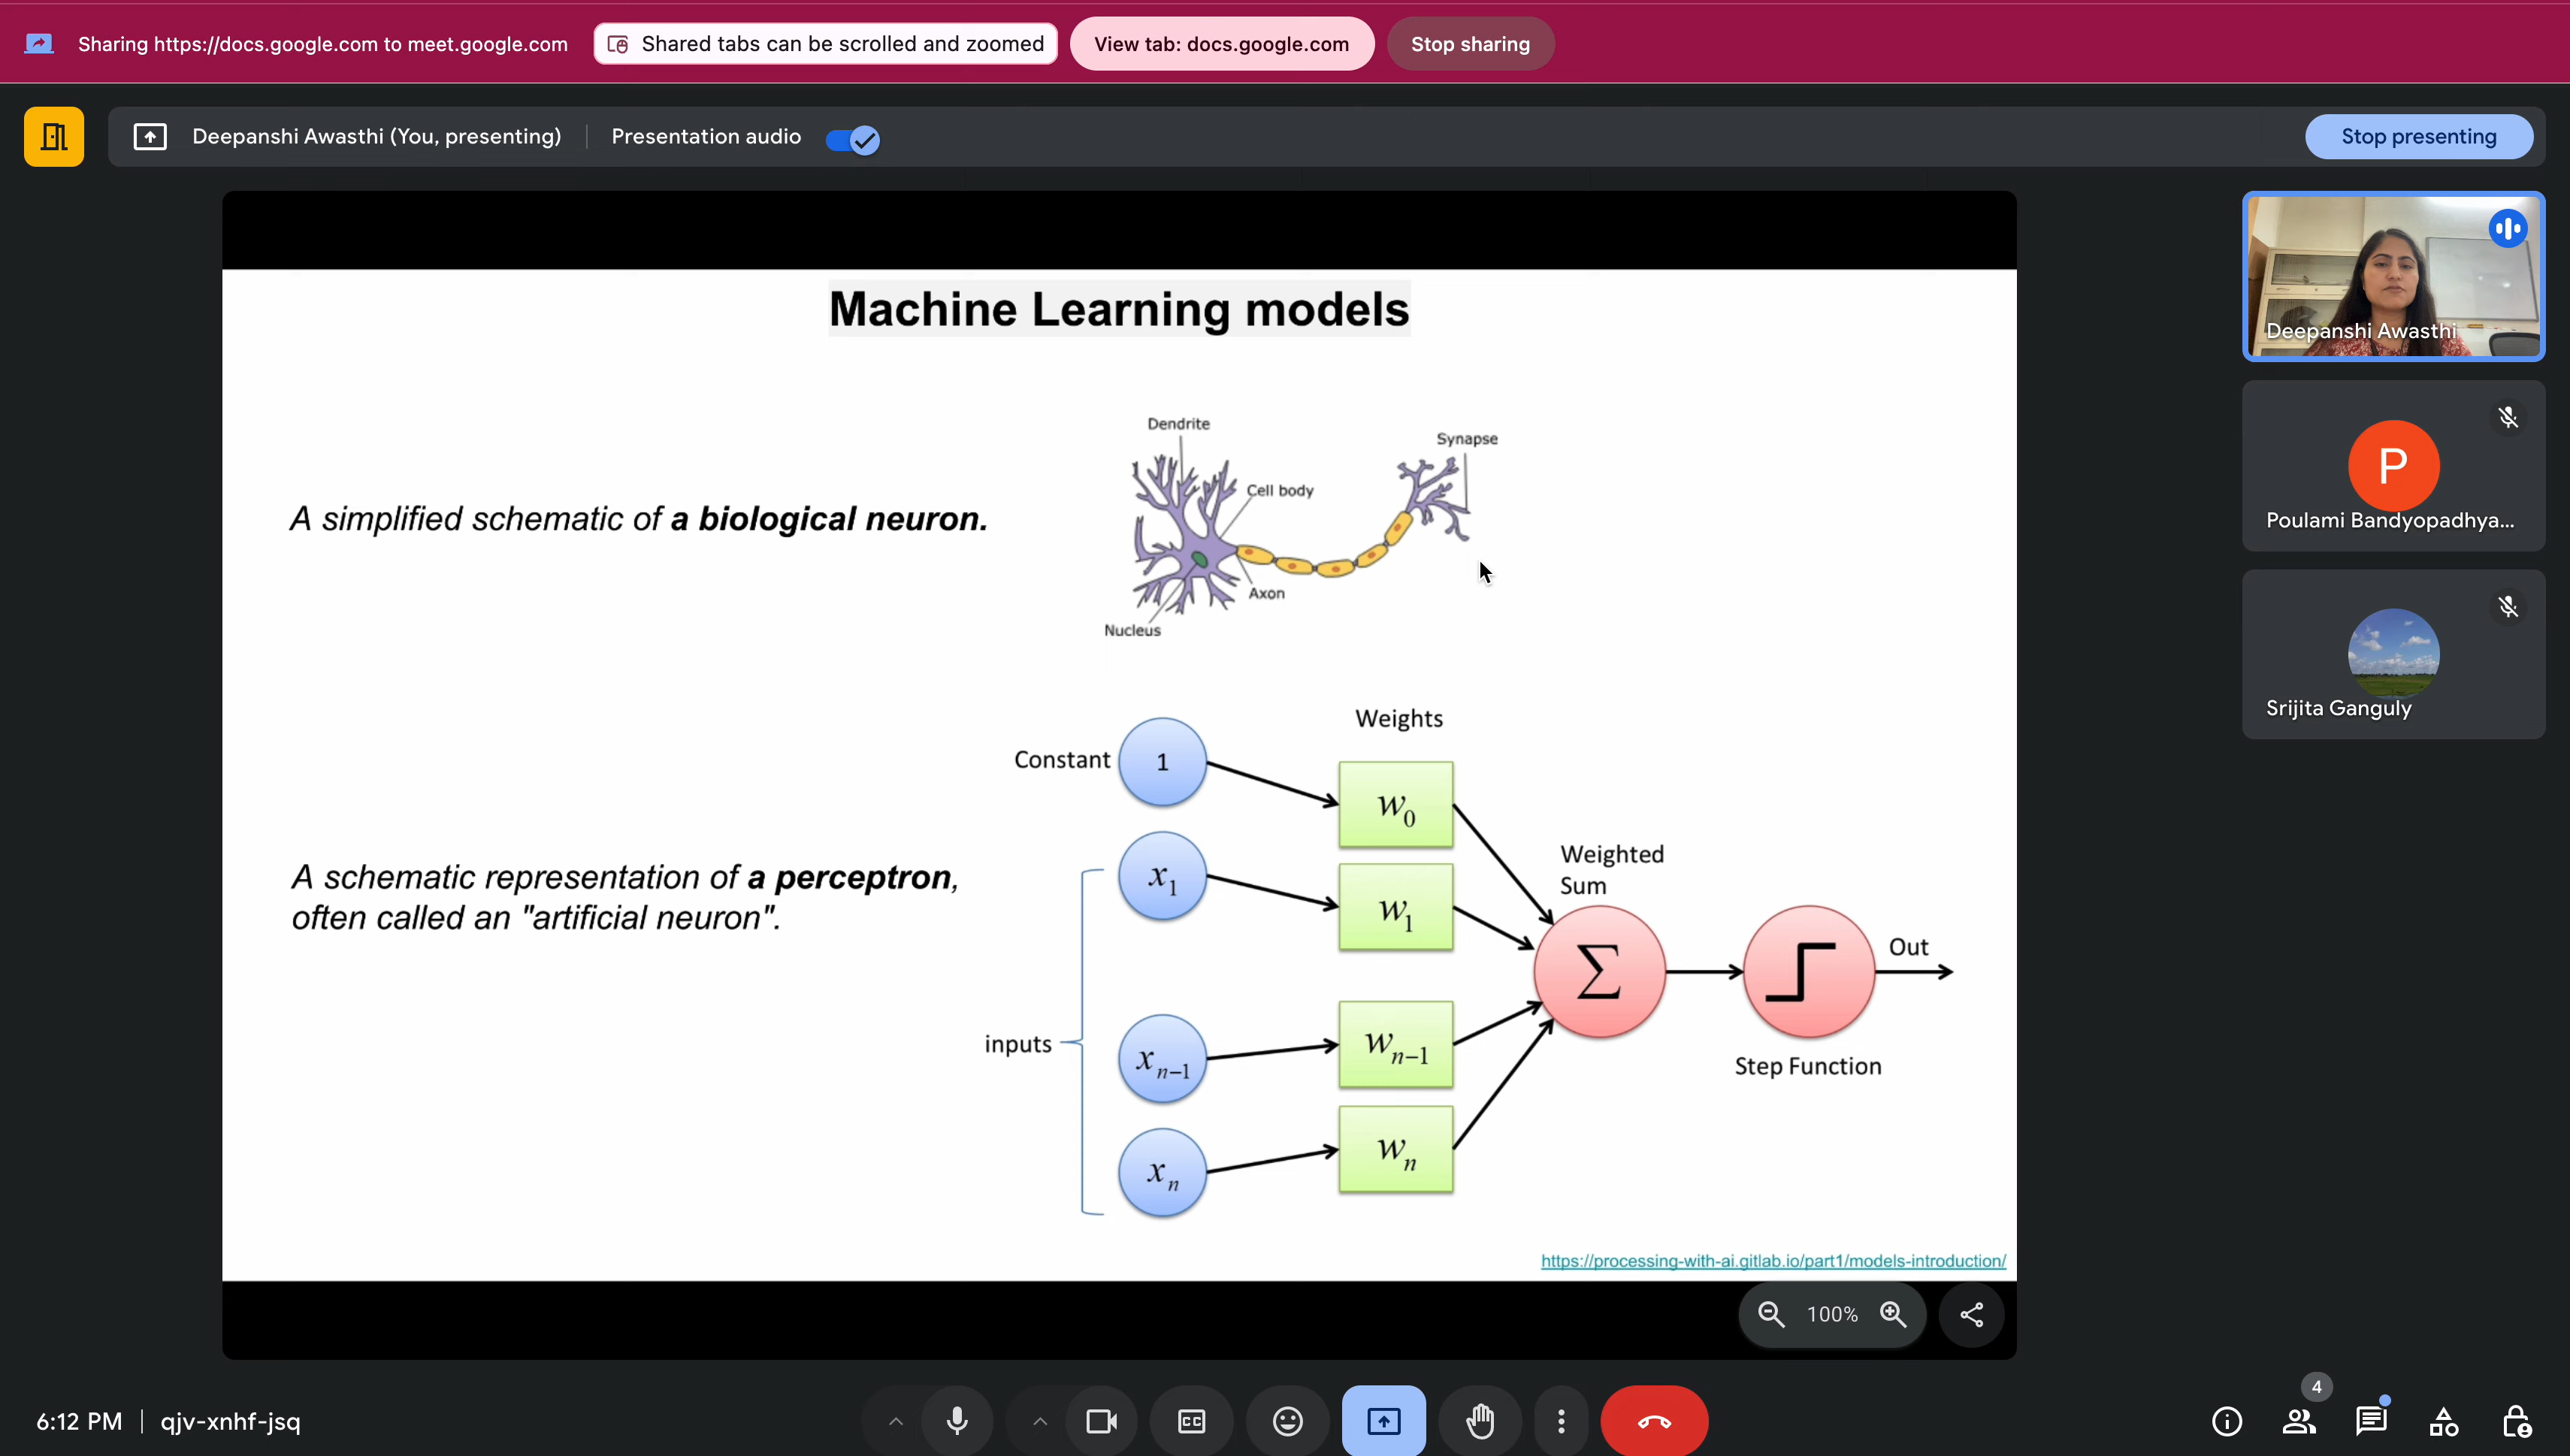 Sharing https://docs.google.com to meet.google.com
Shared tabs can be scrolled and zoomed
View tab: docs.google.com
Stop sharing
Deepanshi Awasthi (You, presenting)
Presentation audio
Stop presenting
Machine Learning models
Dendrite
Synapse
Cell body
A simplified schematic of a biological neuron.
Axon
Nucleus
Weights
Constant
1
w0
x1
w1
Weighted
Sum
A schematic representation of a perceptron,
often called an "artificial neuron".
Σ
Out
inputs
xn−1
wn−1
Step Function
xn
wn
https://processing-with-ai.gitlab.io/part1/models-introduction/
100%
Deepanshi Awasthi
P
Poulami Bandyopadhya...
Srijita Ganguly
6:12 PM
qjv-xnhf-jsq
CC
4